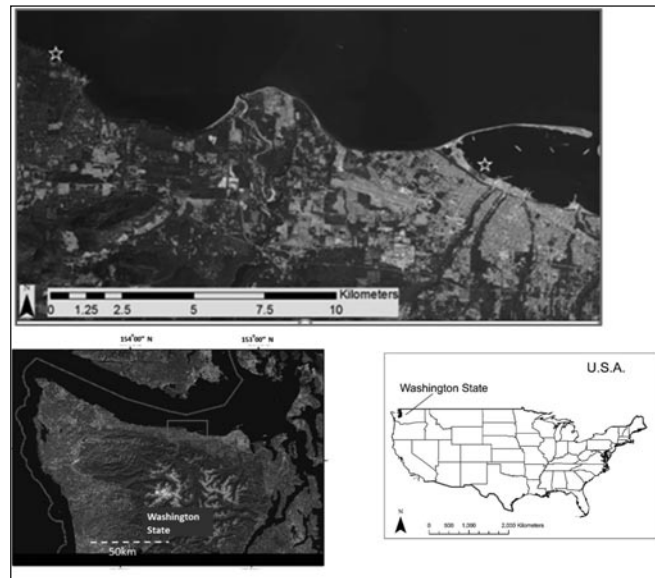 N
Kilometers
0 1.25 2.5 5 7.5 10
154°00" N 153°00" N
Washington
State
50km
U.S.A.
Washington State
N
0 500 1,000 2,000 Kilometers